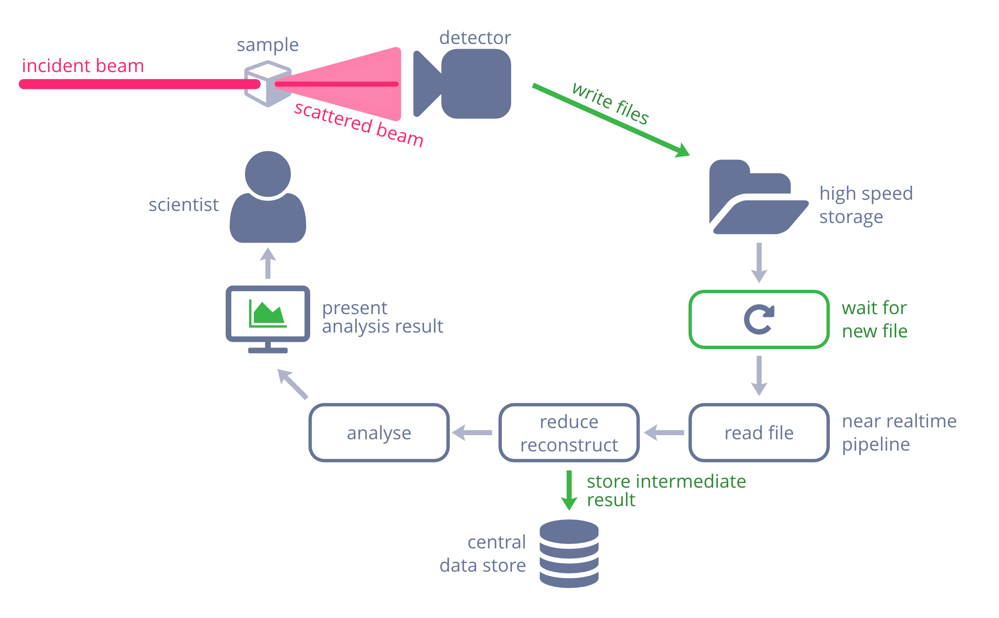 detector
sample
incident beam
scattered beam
write files
scientist
high speed
storage
present
analysis result
wait for
new file
analyse
reduce
reconstruct
read file
near realtime
pipeline
store intermediate
result
central
data store